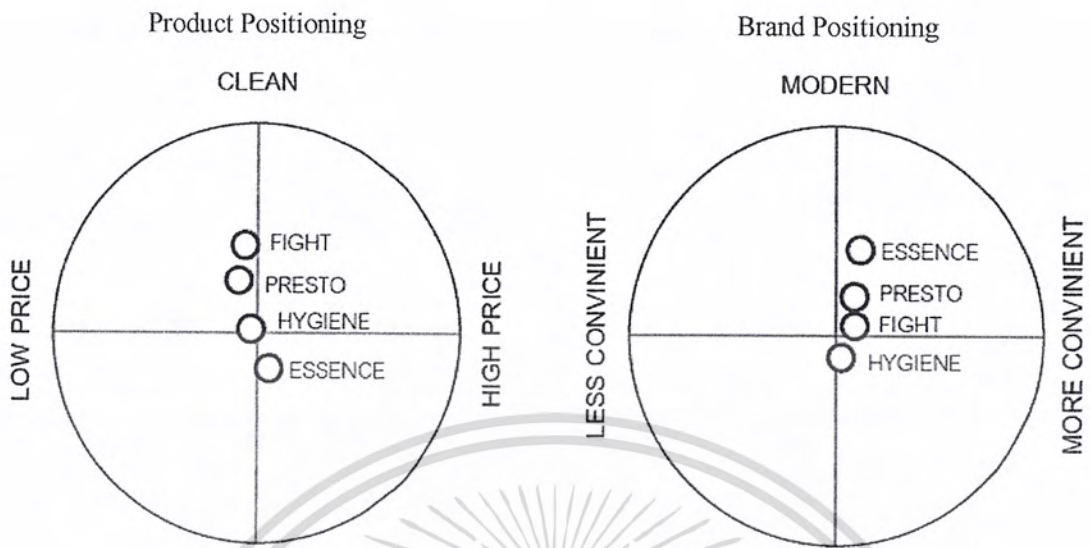 Product Positioning
CLEAN
LOW PRICE
HIGH PRICE
FIGHT
PRESTO
HYGIENE
ESSENCE
Brand Positioning
MODERN
LESS CONVINIENT
MORE CONVINIENT
ESSENCE
PRESTO
FIGHT
HYGIENE